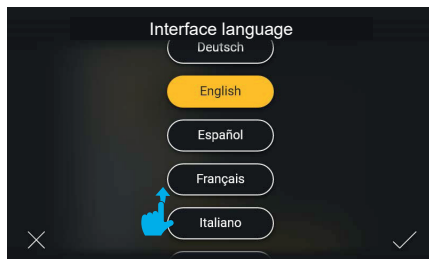 Interface language
Deutsch
English
Español
Français
Italiano